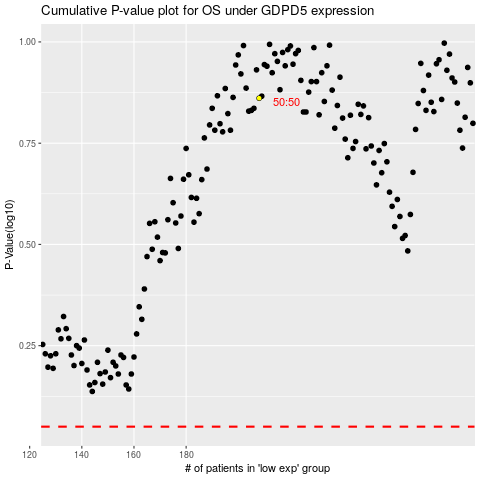 Cumulative P-value plot for OS under GDPD5 expression
P-Value(log10)
1.00
0.75
0.50
0.25
50:50
120 140 160 180
# of patients in 'low exp' group